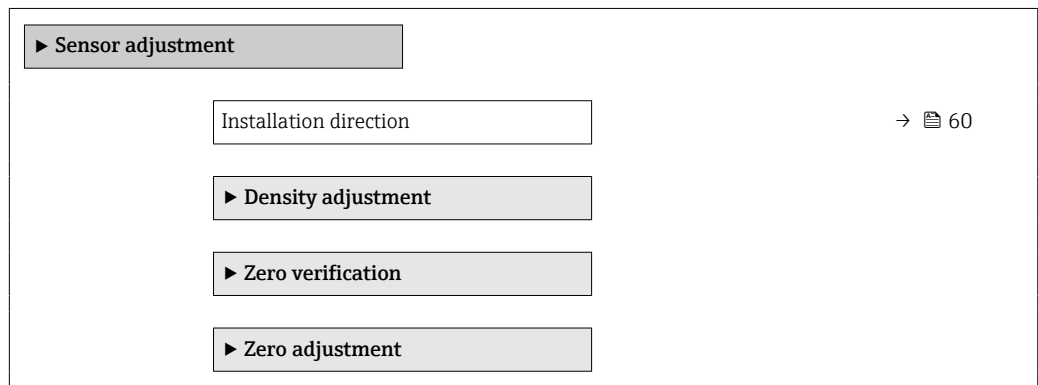 ▶ Sensor adjustment
Installation direction → 60
▶ Density adjustment
▶ Zero verification
▶ Zero adjustment